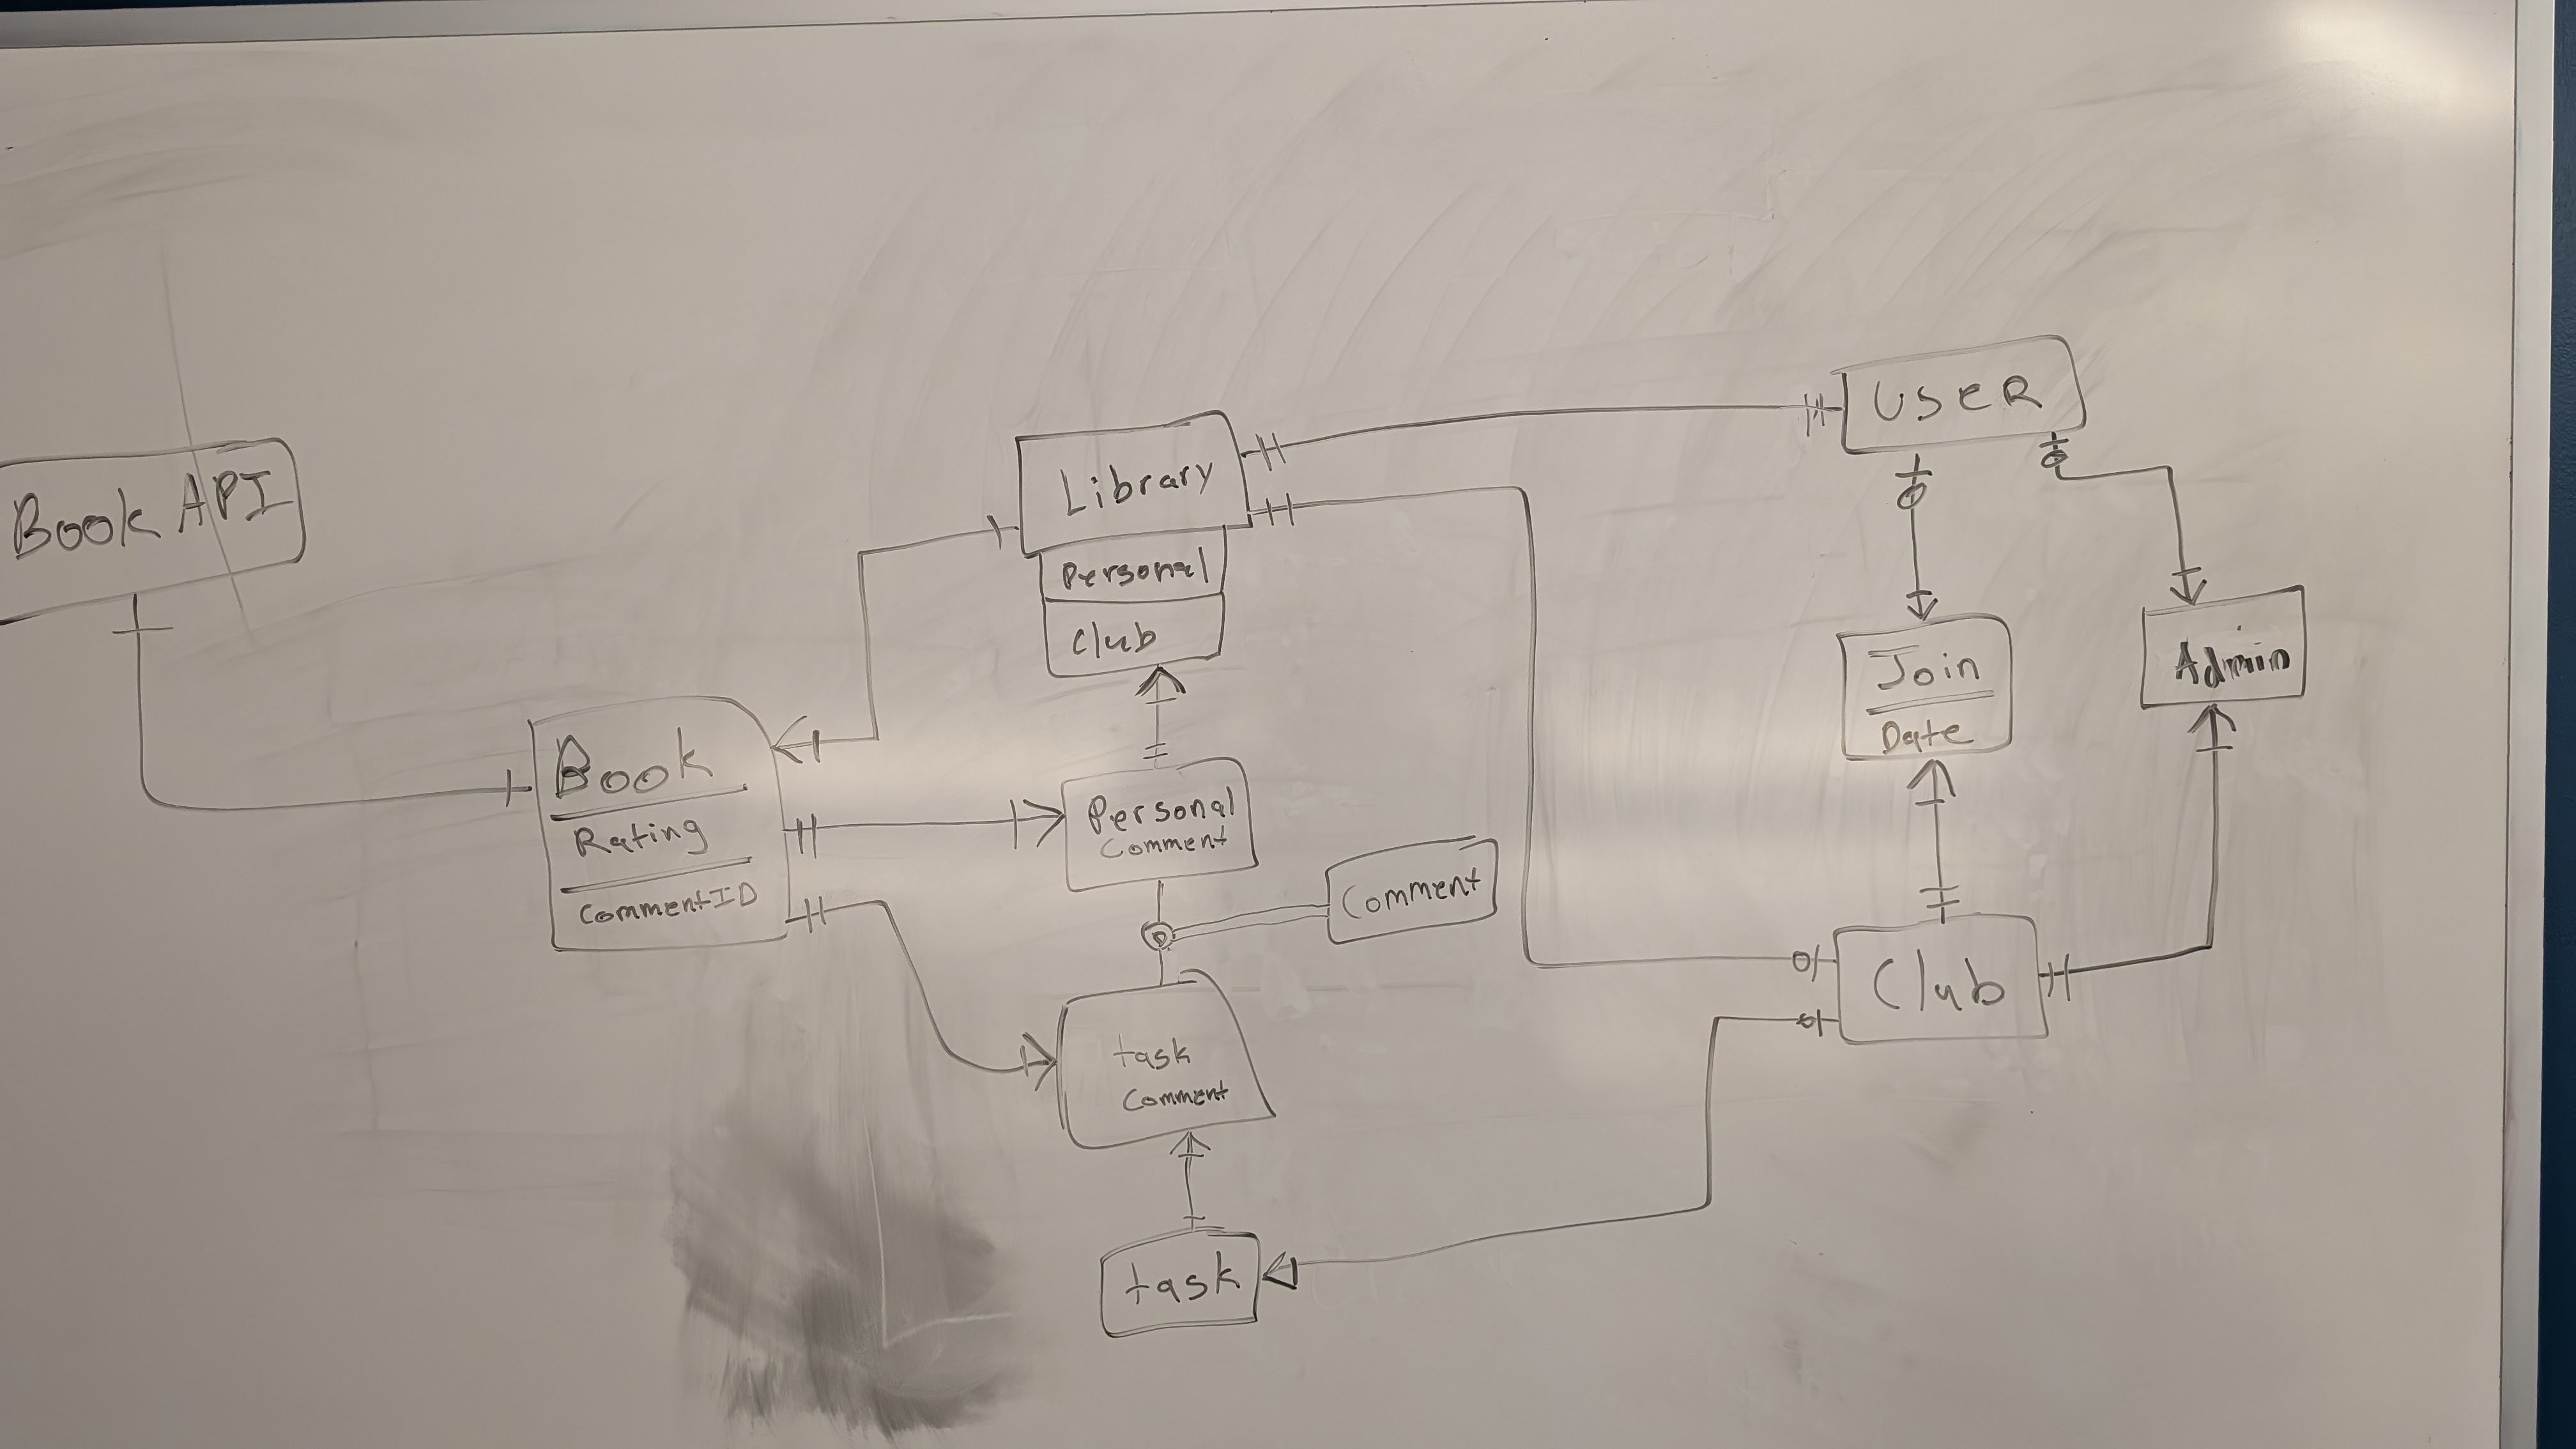 Book API
Book
Rating
CommentID
Library
Personal
Club
Personal
Comment
Comment
task
Comment
task
USER
Join
Date
Admin
Club